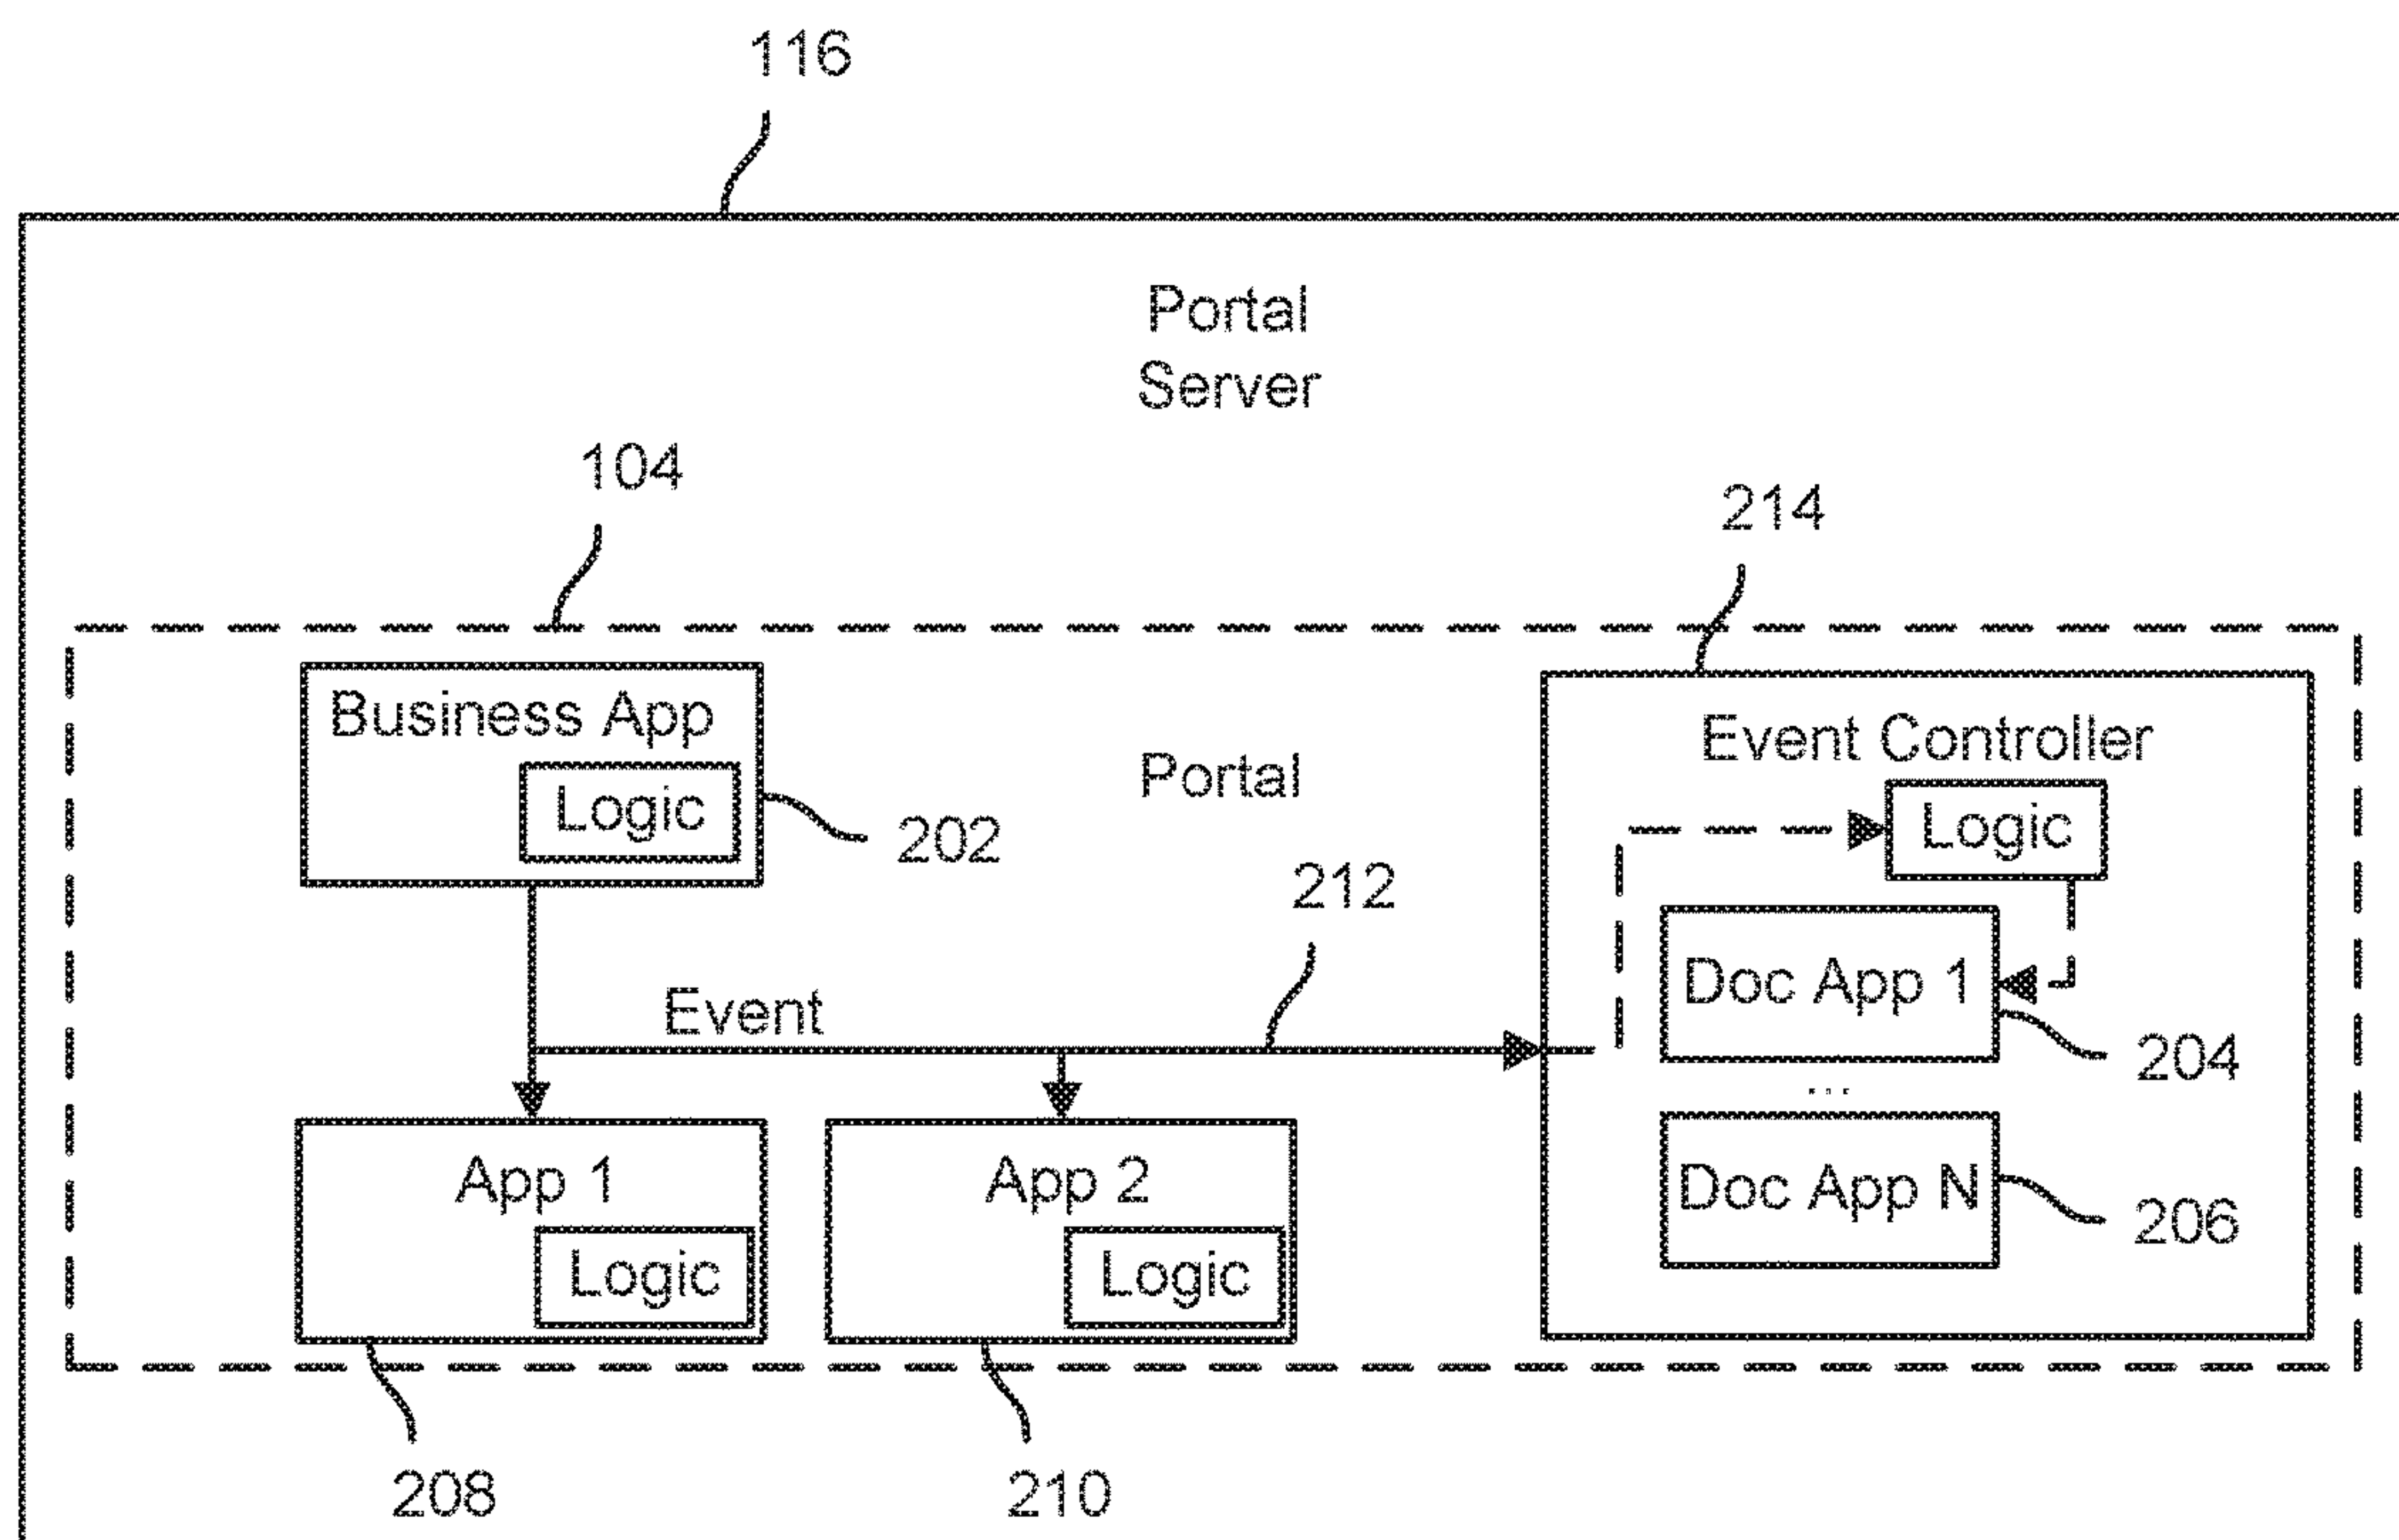 116
Portal
Server
104
214
Business App
Logic
202
Portal
Event Controller
Logic
212
Doc App 1
Event
204
...
App 1
Logic
App 2
Logic
Doc App N
206
208
210